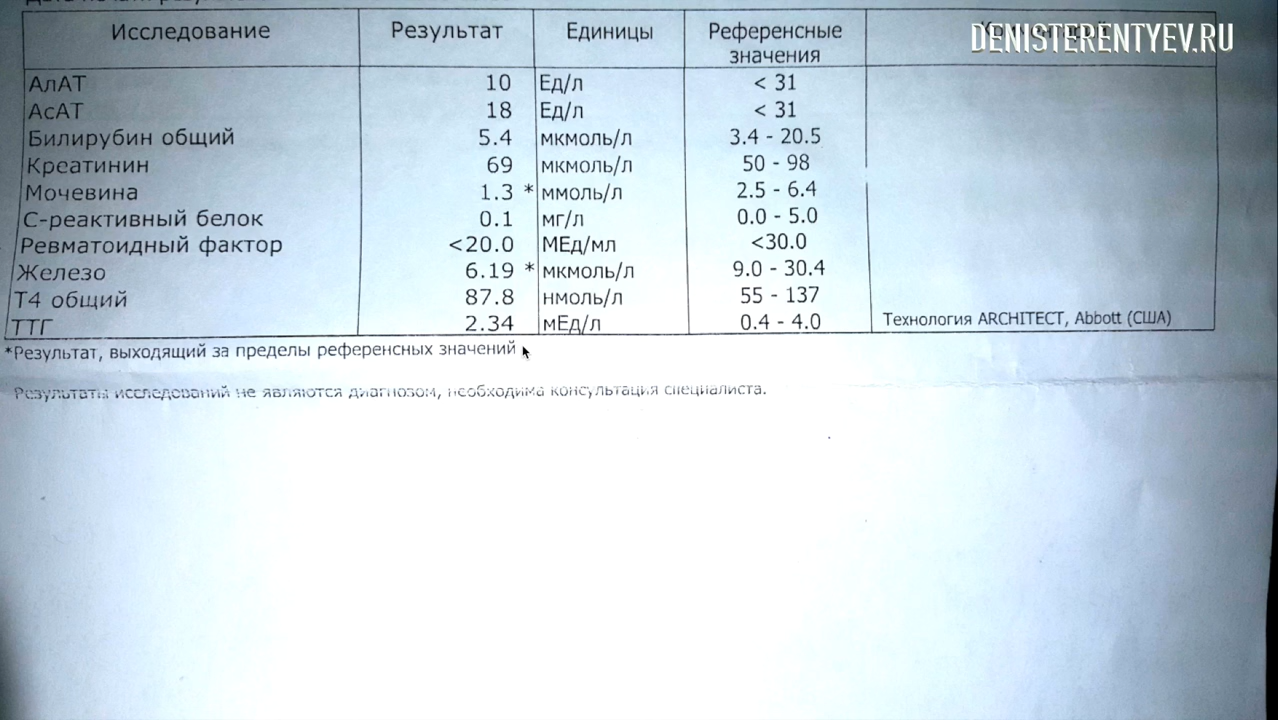 DENISTERENTYEV.RU
Исследование Результат Единицы Референсные значения
АлАТ 10 Ед/л < 31
АсАТ 18 Ед/л < 31
Билирубин общий 5.4 мкмоль/л 3.4 - 20.5
Креатинин 69 мкмоль/л 50 - 98
Мочевина 1.3 * ммоль/л 2.5 - 6.4
С-реактивный белок 0.1 мг/л 0.0 - 5.0
Ревматоидный фактор <20.0 МЕд/мл <30.0
Железо 6.19 * мкмоль/л 9.0 - 30.4
Т4 общий 87.8 нмоль/л 55 - 137
ТТГ 2.34 мЕд/л 0.4 - 4.0 Технология ARCHITECT, Abbott (США)
*Результат, выходящий за пределы референсных значений
Результаты исследований не являются диагнозом, необходима консультация специалиста.